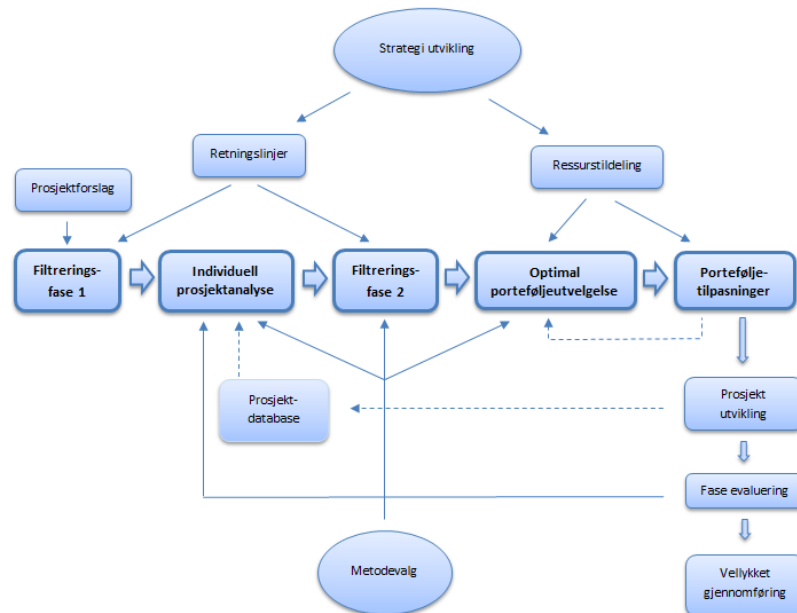 Strategi utvikling
Retningslinjer
Ressurstildeling
Prosjektforslag
Filtrerings-
fase 1
Individuell
prosjektanalyse
Filtrerings-
fase 2
Optimal
porteføljeutvelgelse
Portefølje-
tilpasninger
Prosjekt-
database
Prosjekt
utvikling
Fase evaluering
Metodevalg
Vellykket
gjennomføring